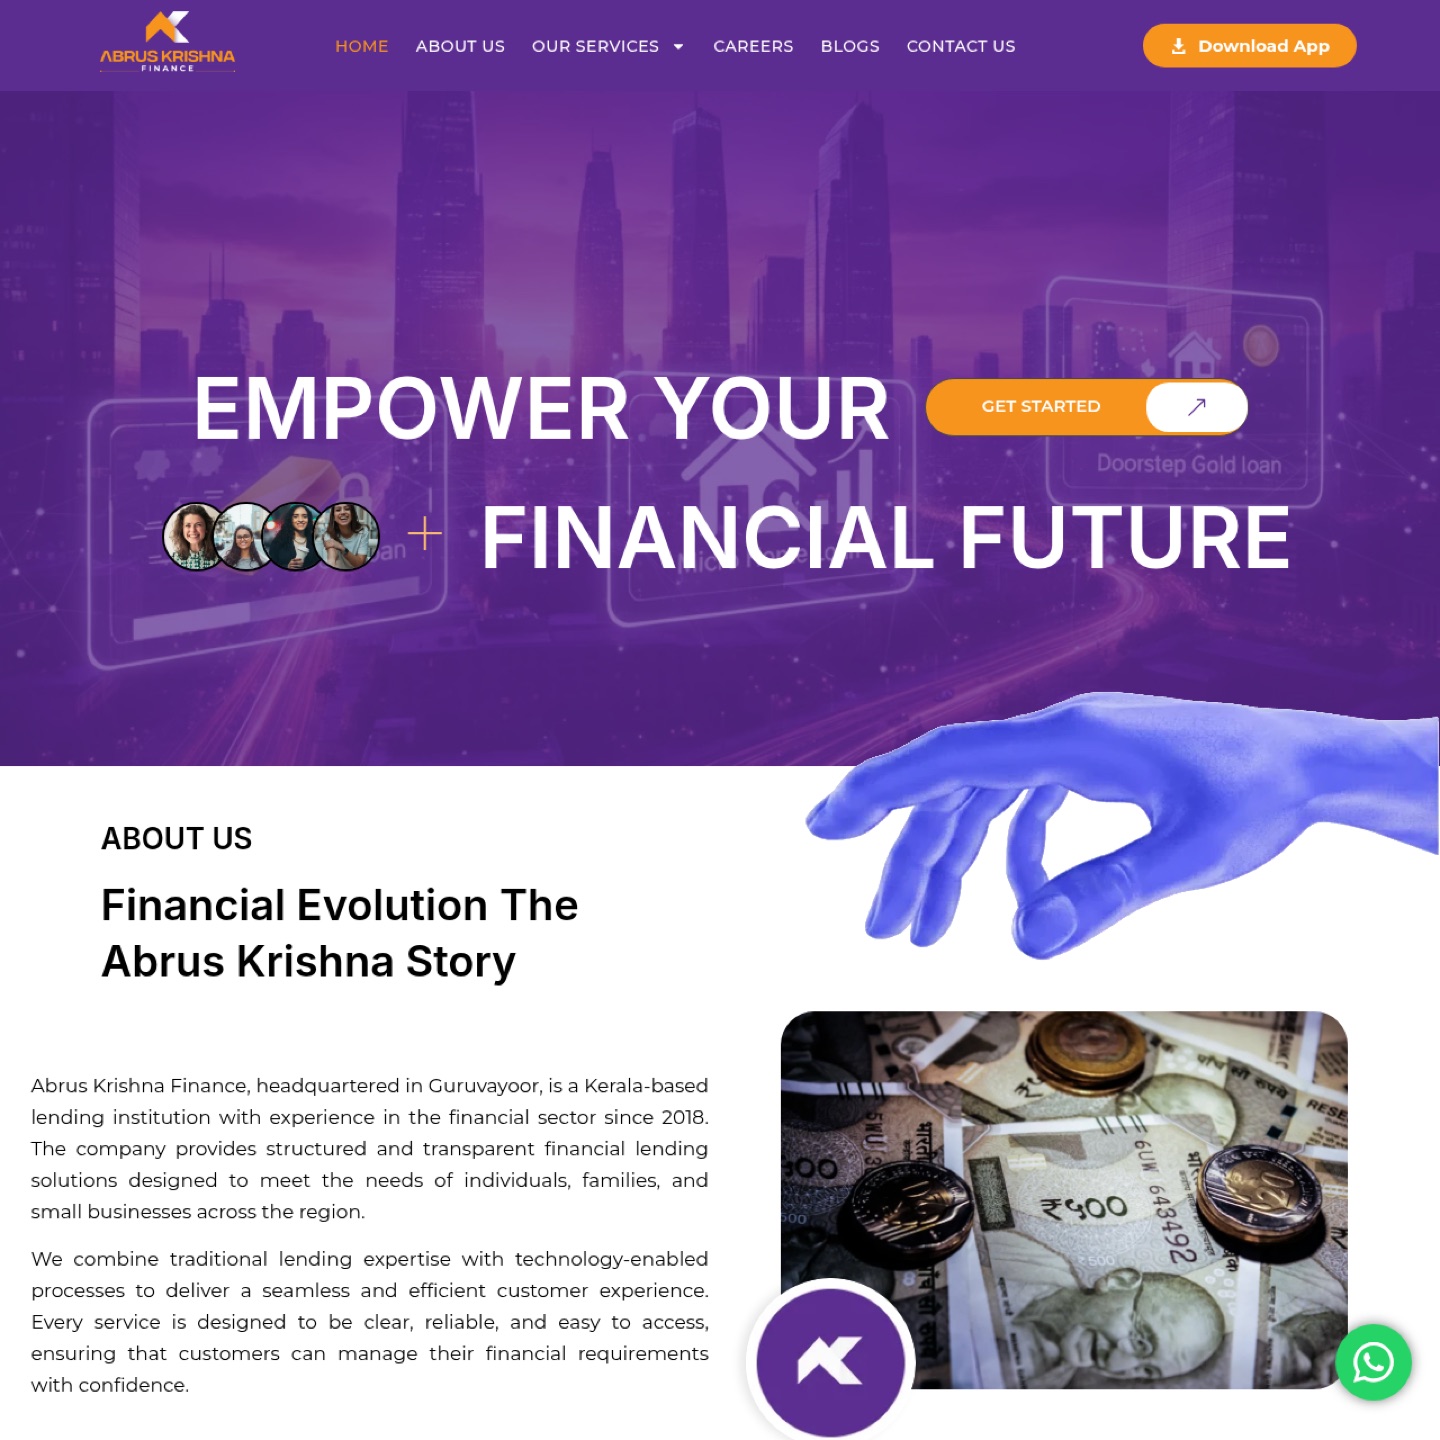 ABRUS KRISHNA
FINANCE
HOME ABOUT US OUR SERVICES CAREERS BLOGS CONTACT US
Download App
EMPOWER YOUR
GET STARTED
Doorstep Gold loan
FINANCIAL FUTURE
ABOUT US
Financial Evolution The
Abrus Krishna Story
Abrus Krishna Finance, headquartered in Guruvayoor, is a Kerala-based
lending institution with experience in the financial sector since 2018.
The company provides structured and transparent financial lending
solutions designed to meet the needs of individuals, families, and
small businesses across the region.
We combine traditional lending expertise with technology-enabled
processes to deliver a seamless and efficient customer experience.
Every service is designed to be clear, reliable, and easy to access,
ensuring that customers can manage their financial requirements
with confidence.
पाँच सौ रुपये
RESE
6UW 643492
₹५००
20